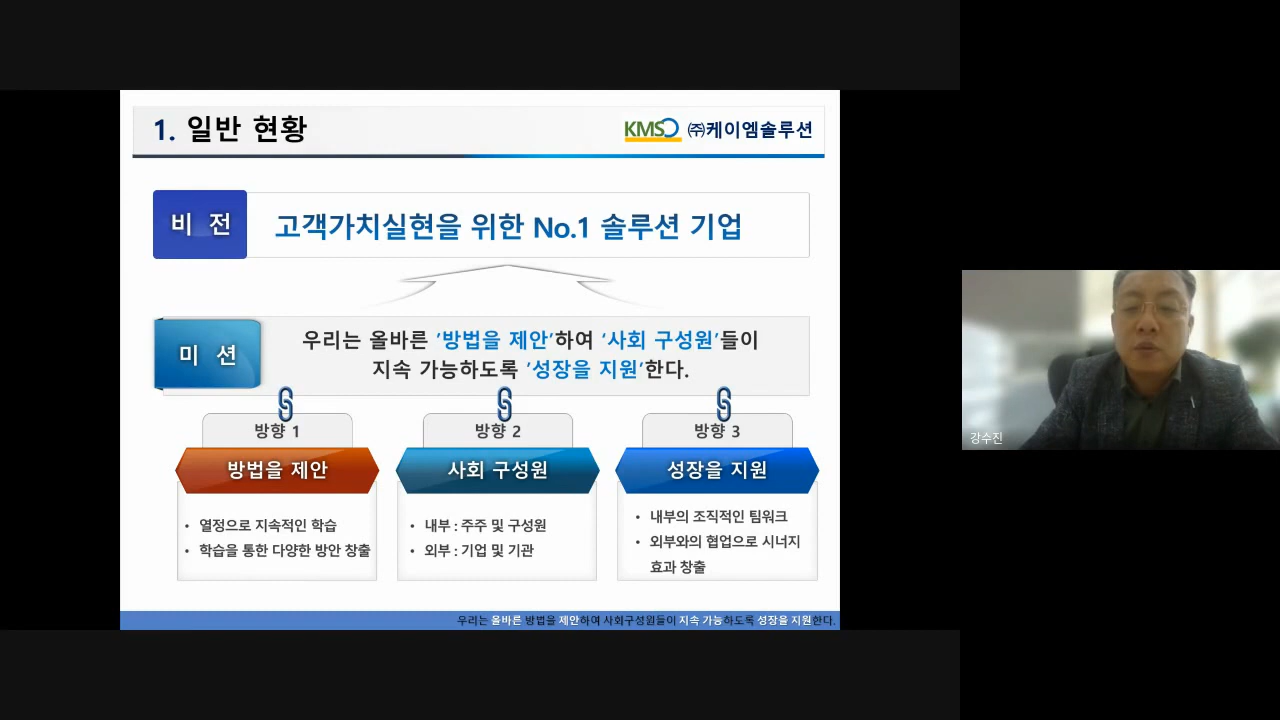 1. 일반 현황
KMS ㈜케이엠솔루션
비 전
고객가치실현을 위한 No.1 솔루션 기업
미 션
우리는 올바른 '방법을 제안'하여 '사회 구성원'들이
지속 가능하도록 '성장을 지원'한다.
방향 1
방법을 제안
• 열정으로 지속적인 학습
• 학습을 통한 다양한 방안 창출
방향 2
사회 구성원
• 내부 : 주주 및 구성원
• 외부 : 기업 및 기관
방향 3
성장을 지원
• 내부의 조직적인 팀워크
• 외부와의 협업으로 시너지
효과 창출
우리는 올바른 방법을 제안하여 사회구성원들이 지속 가능하도록 성장을 지원한다.
강수진